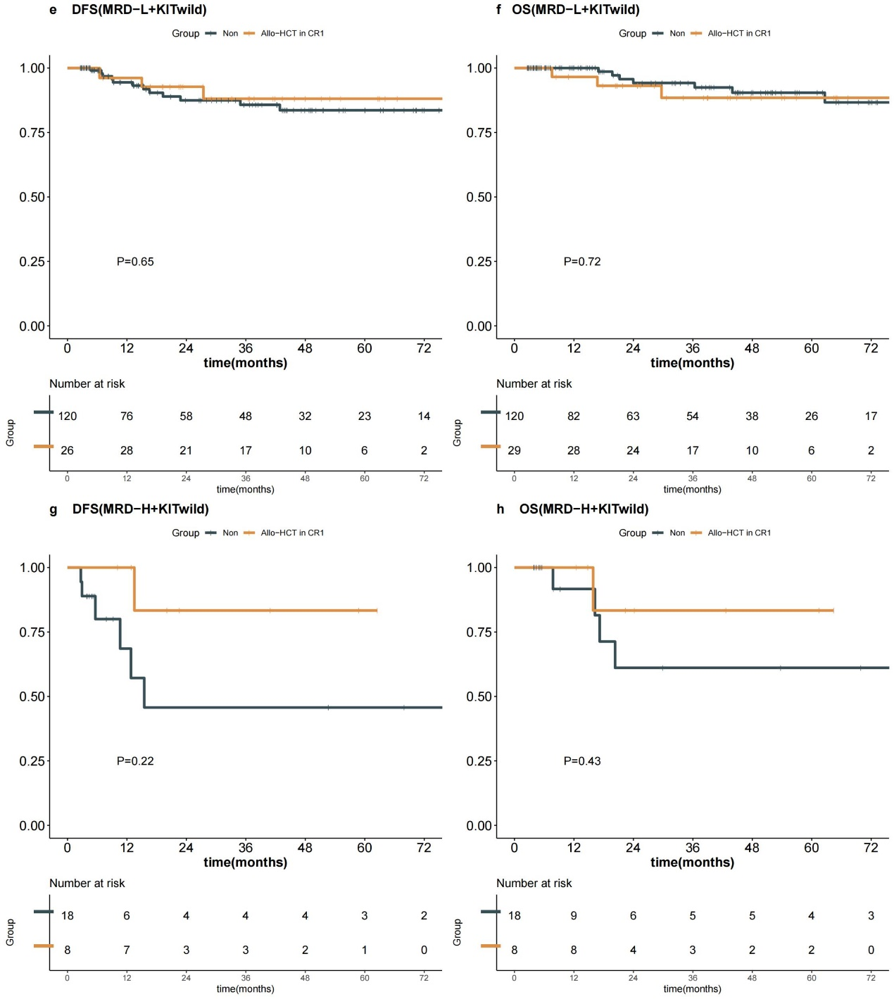 e DFS(MRD−L+KITwild)
Group Non Allo−HCT in CR1
1.00
0.75
0.50
0.25
0.00
P=0.65
0 12 24 36 48 60 72
time(months)
Number at risk
Group
120 76 58 48 32 23 14
26 28 21 17 10 6 2
0 12 24 36 48 60 72
time(months)
f OS(MRD−L+KITwild)
Group Non Allo−HCT in CR1
1.00
0.75
0.50
0.25
0.00
P=0.72
0 12 24 36 48 60 72
time(months)
Number at risk
Group
120 82 63 54 38 26 17
29 28 24 17 10 6 2
0 12 24 36 48 60 72
time(months)
g DFS(MRD−H+KITwild)
Group Non Allo−HCT in CR1
1.00
0.75
0.50
0.25
0.00
P=0.22
0 12 24 36 48 60 72
time(months)
Number at risk
Group
18 6 4 4 4 3 2
8 7 3 3 2 1 0
0 12 24 36 48 60 72
time(months)
h OS(MRD−H+KITwild)
Group Non Allo−HCT in CR1
1.00
0.75
0.50
0.25
0.00
P=0.43
0 12 24 36 48 60 72
time(months)
Number at risk
Group
18 9 6 5 5 4 3
8 8 4 3 2 2 0
0 12 24 36 48 60 72
time(months)